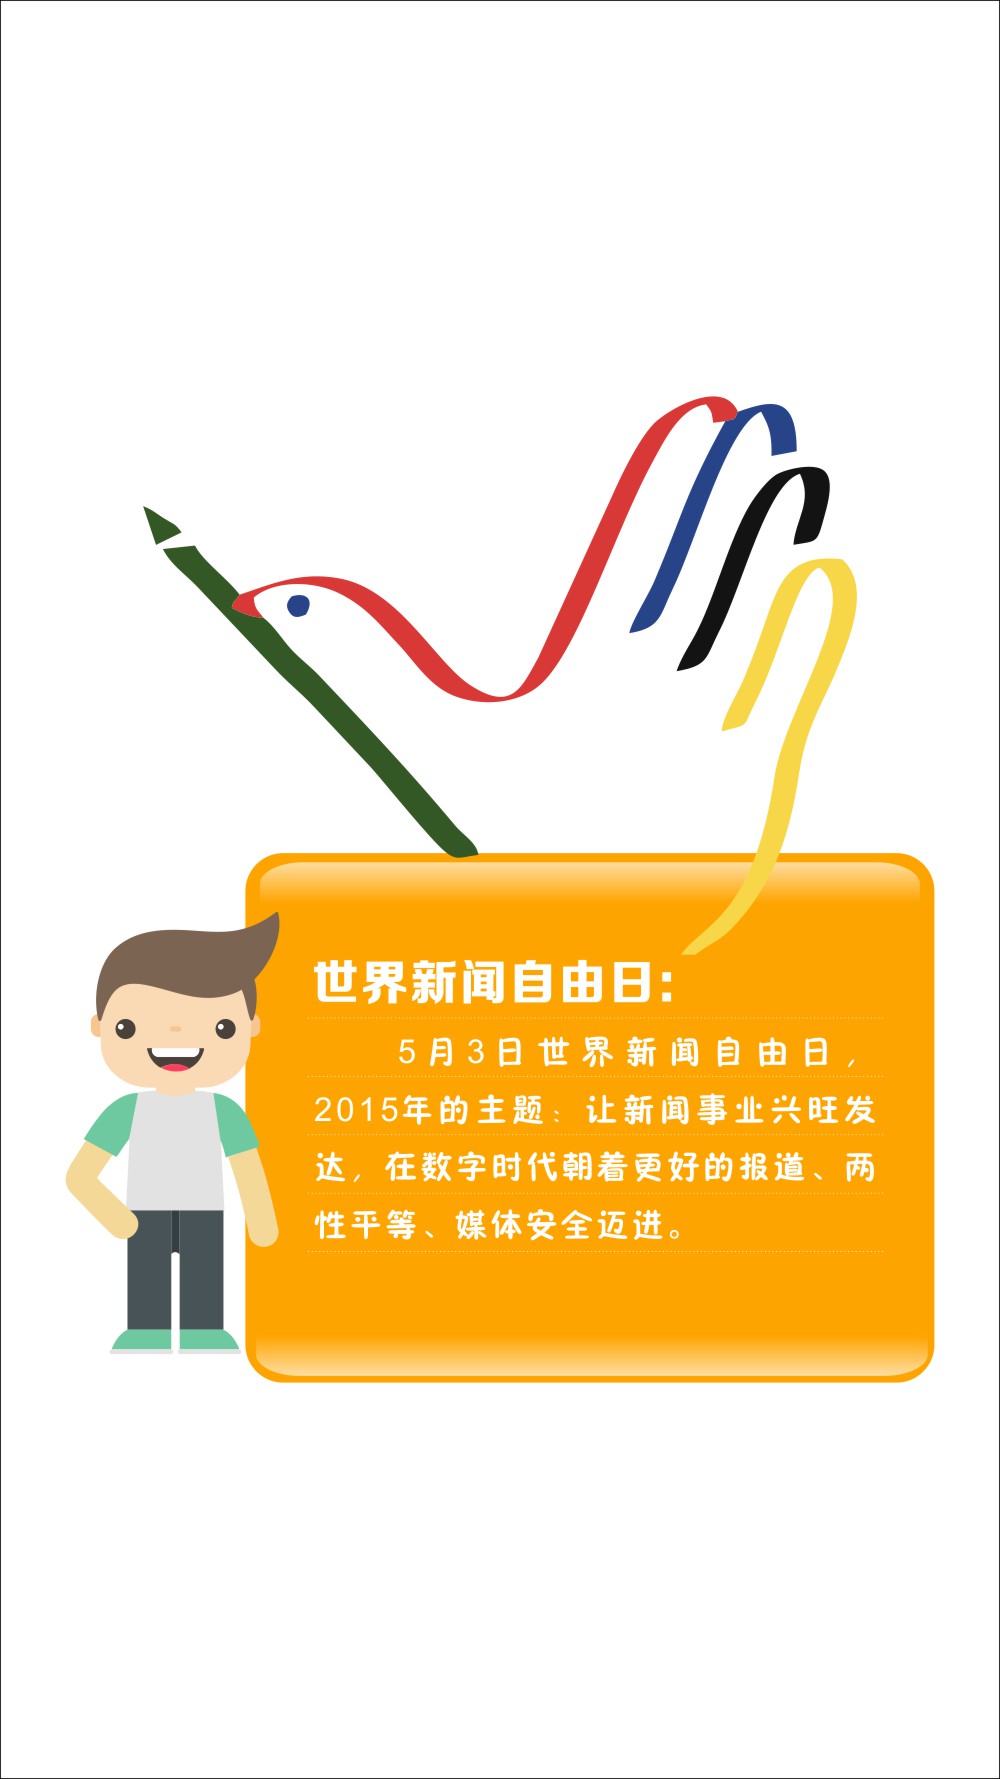 世界新闻自由日：
5月3日世界新闻自由日，
2015年的主题：让新闻事业兴旺发
达，在数字时代朝着更好的报道、两
性平等、媒体安全迈进。